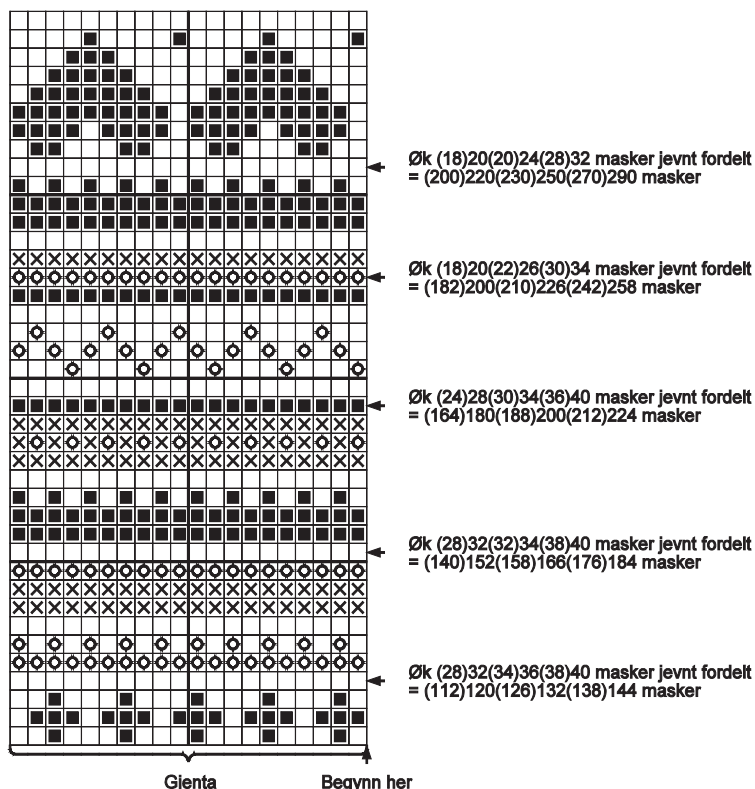 Øk (18)20(20)24(28)32 masker jevnt fordelt
= (200)220(230)250(270)290 masker
Øk (18)20(22)26(30)34 masker jevnt fordelt
= (182)200(210)226(242)258 masker
Øk (24)28(30)34(36)40 masker jevnt fordelt
= (164)180(188)200(212)224 masker
Øk (28)32(32)34(38)40 masker jevnt fordelt
= (140)152(158)166(176)184 masker
Øk (28)32(34)36(38)40 masker jevnt fordelt
= (112)120(126)132(138)144 masker
Gjenta Begynn her